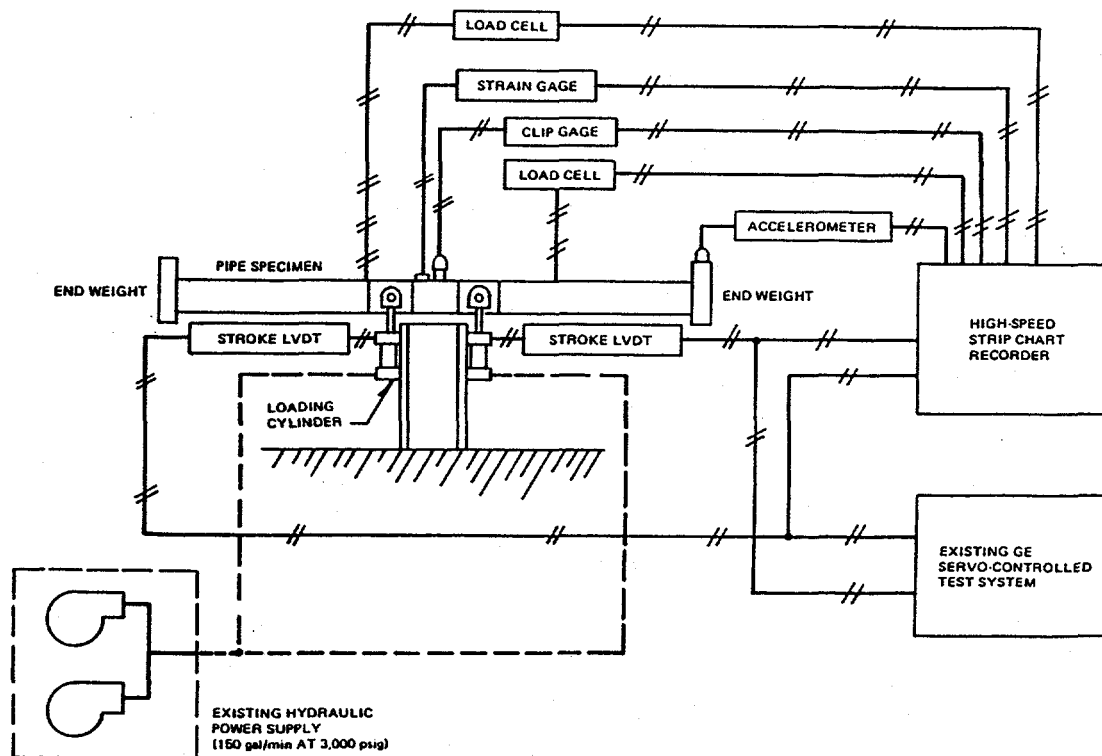 LOAD CELL
STRAIN GAGE
CLIP GAGE
LOAD CELL
ACCELEROMETER
PIPE SPECIMEN
END WEIGHT
END WEIGHT
STROKE LVDT
STROKE LVDT
HIGH-SPEED
STRIP CHART
RECORDER
LOADING
CYLINDER
EXISTING GE
SERVO-CONTROLLED
TEST SYSTEM
EXISTING HYDRAULIC
POWER SUPPLY
(150 gal/min AT 3,000 psig)